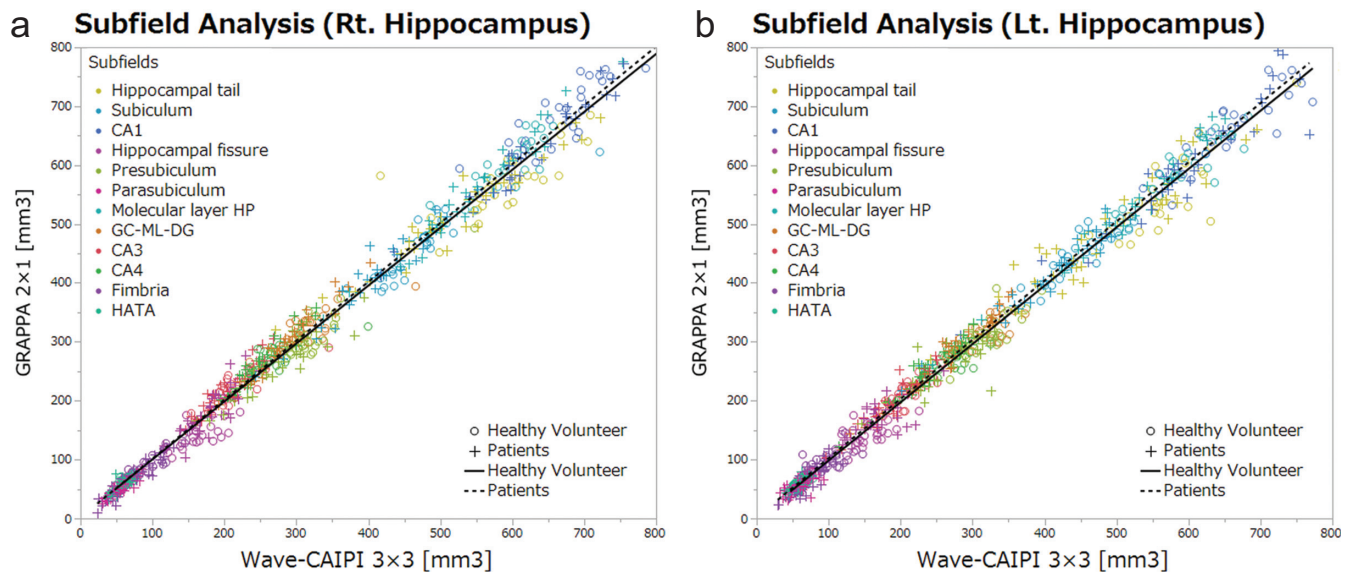 a
Subfield Analysis (Rt. Hippocampus)
800
700
600
500
400
300
200
100
0
GRAPPA 2×1 [mm3]
Subfields
Hippocampal tail
Subiculum
CA1
Hippocampal fissure
Presubiculum
Parasubiculum
Molecular layer HP
GC-ML-DG
CA3
CA4
Fimbria
HATA
Healthy Volunteer
Patients
Healthy Volunteer
Patients
0 100 200 300 400 500 600 700 800
Wave-CAIPI 3×3 [mm3]
b
Subfield Analysis (Lt. Hippocampus)
800
700
600
500
400
300
200
100
0
GRAPPA 2×1 [mm3]
Subfields
Hippocampal tail
Subiculum
CA1
Hippocampal fissure
Presubiculum
Parasubiculum
Molecular layer HP
GC-ML-DG
CA3
CA4
Fimbria
HATA
Healthy Volunteer
Patients
Healthy Volunteer
Patients
0 100 200 300 400 500 600 700 800
Wave-CAIPI 3×3 [mm3]